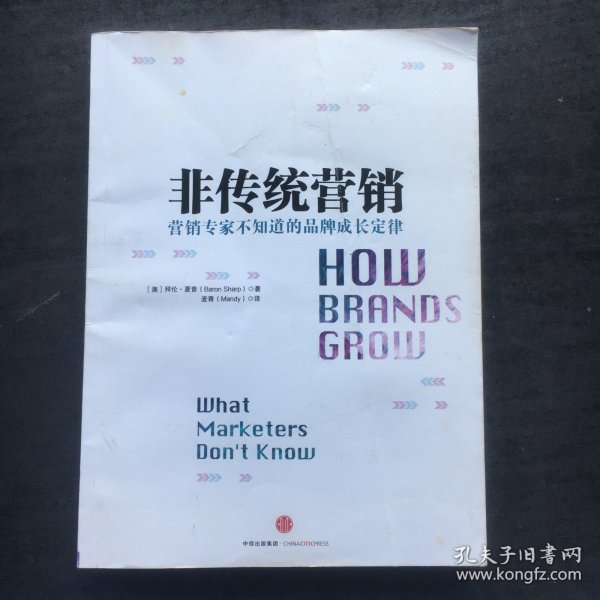 非传统营销
营销专家不知道的品牌成长定律
HOW
BRANDS
GROW
[澳] 拜伦·夏普 (Baron Sharp) ◎著
麦青 (Mandy) ◎译
What
Marketers
Don't Know
中信出版集团·CHINACITICPRESS
孔夫子旧书网
www.kongfz.com